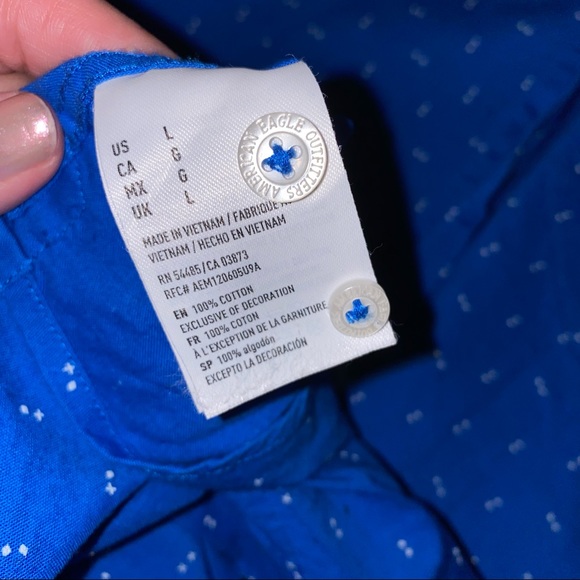 US L
CA G
MX G
UK L
AMERICAN EAGLE OUTFITTERS
MADE IN VIETNAM / FABRIQUÉ
VIETNAM / HECHO EN VIETNAM
RN 54485/CA 03873
RFC# AEM120605U9A
EN 100% COTTON
EXCLUSIVE OF DECORATION
FR 100% COTON
À L'EXCEPTION DE LA GARNITURE
SP 100% algodón
EXCEPTO LA DECORACIÓN